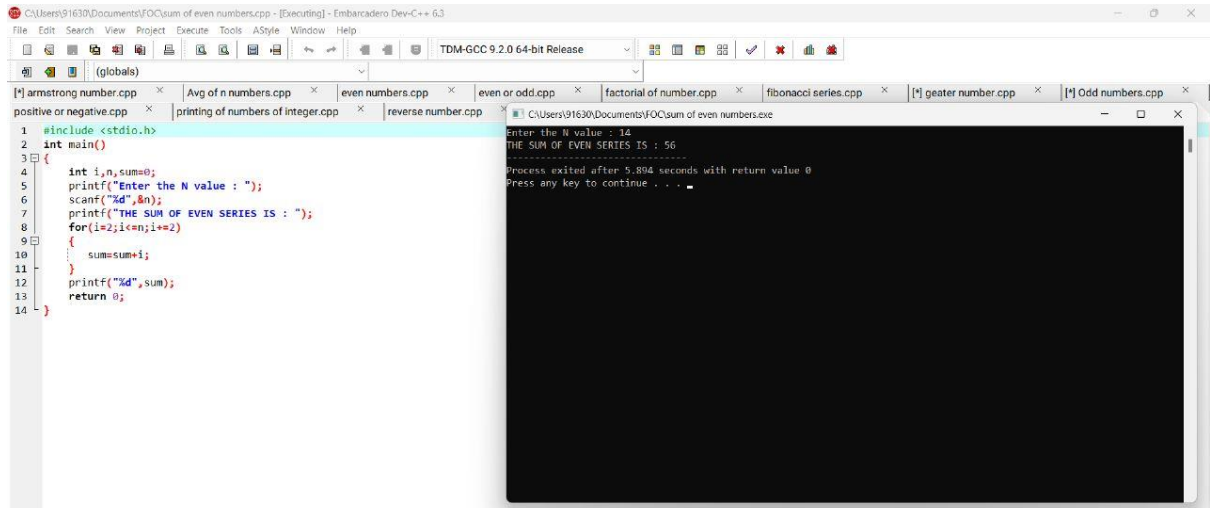 C:\Users\91630\Documents\FOC\sum of even numbers.cpp - [Executing] - Embarcadero Dev-C++ 6.3
File Edit Search View Project Execute Tools AStyle Window Help
TDM-GCC 9.2.0 64-bit Release
(globals)
[*] armstrong number.cpp Avg of n numbers.cpp even numbers.cpp even or odd.cpp factorial of number.cpp fibonacci series.cpp [*] geater number.cpp [*] Odd numbers.cpp
positive or negative.cpp printing of numbers of integer.cpp reverse number.cpp
1 #include <stdio.h>
2 int main()
3 {
4 int i,n,sum=0;
5 printf("Enter the N value : ");
6 scanf("%d",&n);
7 printf("THE SUM OF EVEN SERIES IS : ");
8 for(i=2;i<=n;i+=2)
9 {
10 sum=sum+i;
11 }
12 printf("%d",sum);
13 return 0;
14 }
C:\Users\91630\Documents\FOC\sum of even numbers.exe
Enter the N value : 14
THE SUM OF EVEN SERIES IS : 56
--------------------------------
Process exited after 5.894 seconds with return value 0
Press any key to continue . . .